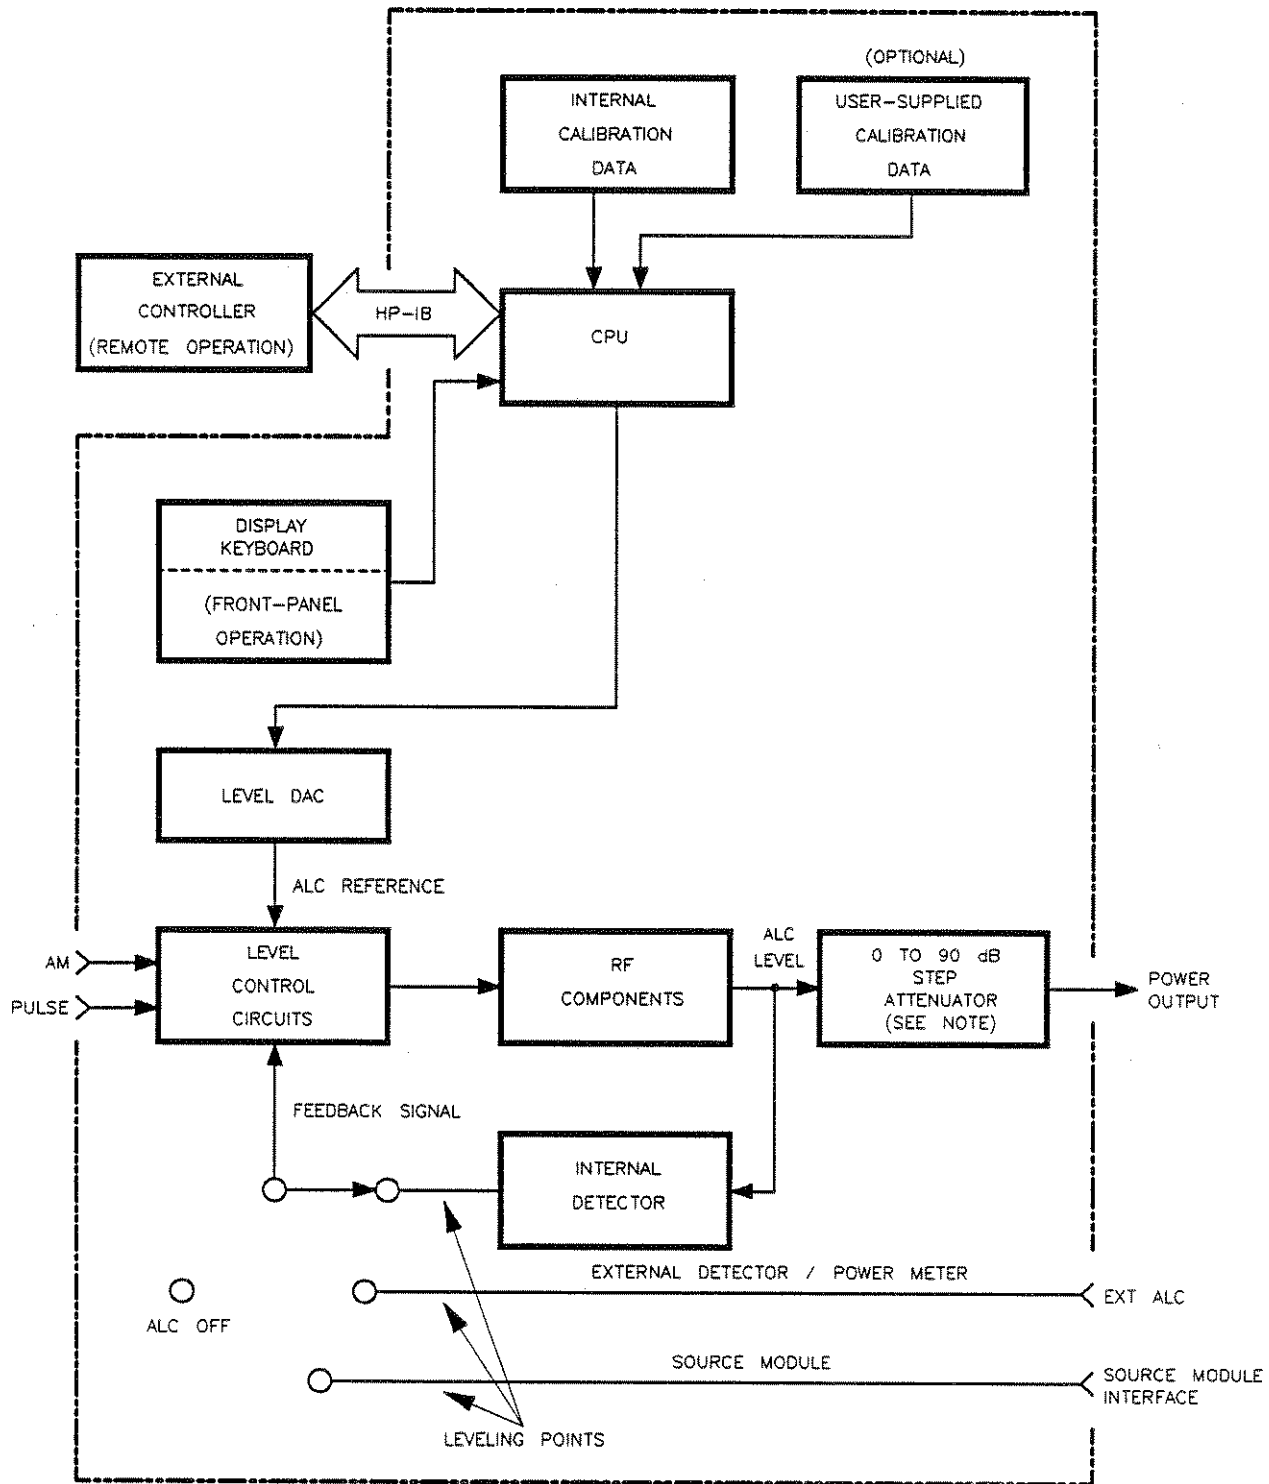 (OPTIONAL)
INTERNAL
CALIBRATION
DATA
USER-SUPPLIED
CALIBRATION
DATA
EXTERNAL
CONTROLLER
(REMOTE OPERATION)
HP-IB
CPU
DISPLAY
KEYBOARD
(FRONT-PANEL
OPERATION)
LEVEL DAC
ALC REFERENCE
AM
PULSE
LEVEL
CONTROL
CIRCUITS
RF
COMPONENTS
ALC
LEVEL
0 TO 90 dB
STEP
ATTENUATOR
(SEE NOTE)
POWER
OUTPUT
FEEDBACK SIGNAL
INTERNAL
DETECTOR
EXTERNAL DETECTOR / POWER METER
EXT ALC
ALC OFF
SOURCE MODULE
SOURCE MODULE
INTERFACE
LEVELING POINTS